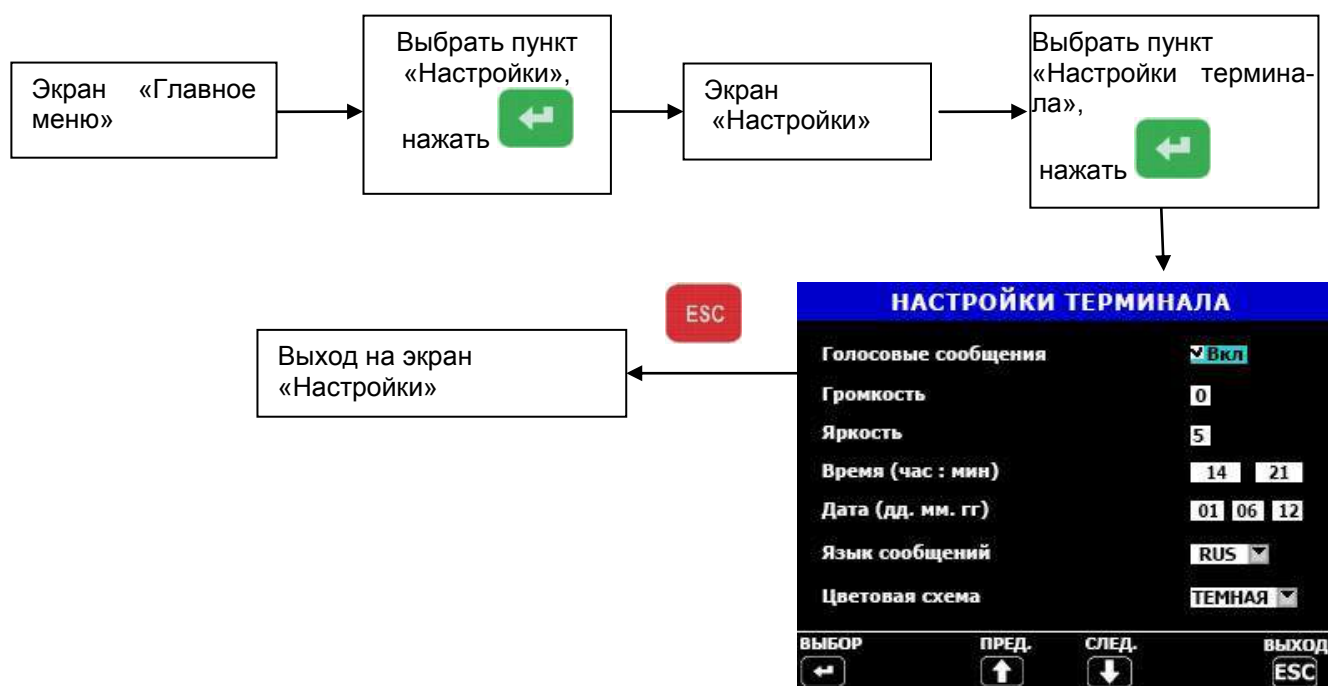 Экран «Главное
меню»
Выбрать пункт
«Настройки»,
нажать
Экран
«Настройки»
Выбрать пункт
«Настройки термина-
ла»,
нажать
ESC
Выход на экран
«Настройки»
НАСТРОЙКИ ТЕРМИНАЛА
Голосовые сообщения Вкл
Громкость 0
Яркость 5
Время (час : мин) 14 21
Дата (дд. мм. гг) 01 06 12
Язык сообщений RUS
Цветовая схема ТЕМНАЯ
ВЫБОР ПРЕД. СЛЕД. ВЫХОД
ESC